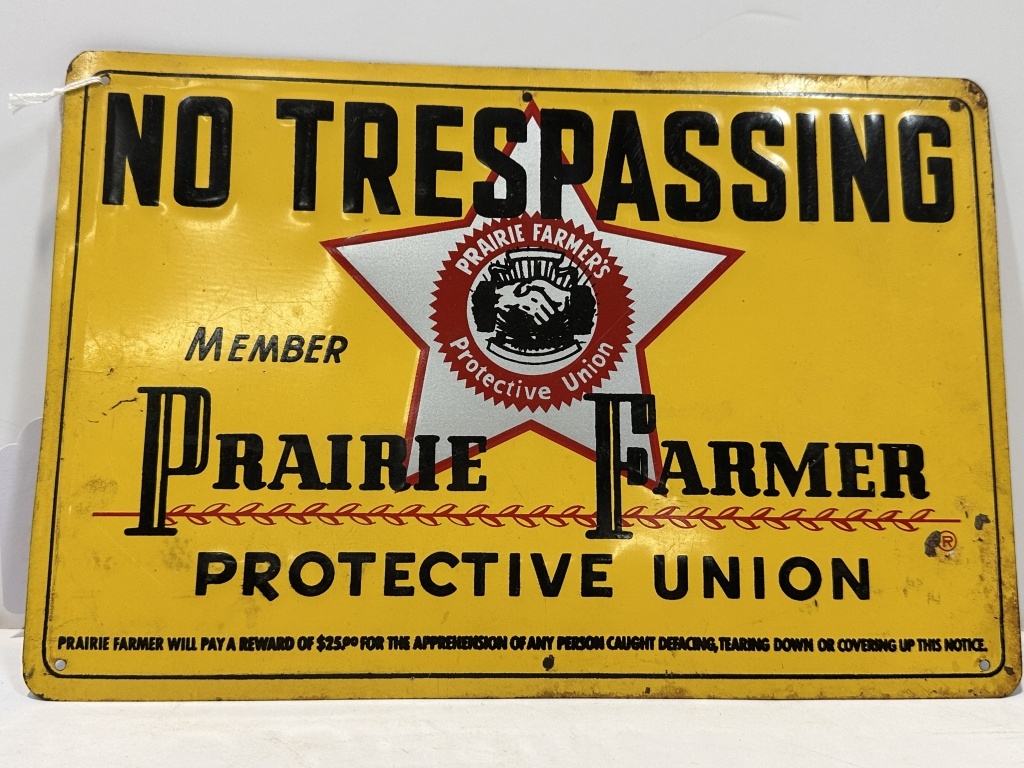 NO TRESPASSING
PRAIRIE FARMER'S
Protective Union
MEMBER
PRAIRIE FARMER
®
PROTECTIVE UNION
PRAIRIE FARMER WILL PAY A REWARD OF $25.00 FOR THE APPREHENSION OF ANY PERSON CAUGHT DEFACING, TEARING DOWN OR COVERING UP THIS NOTICE.